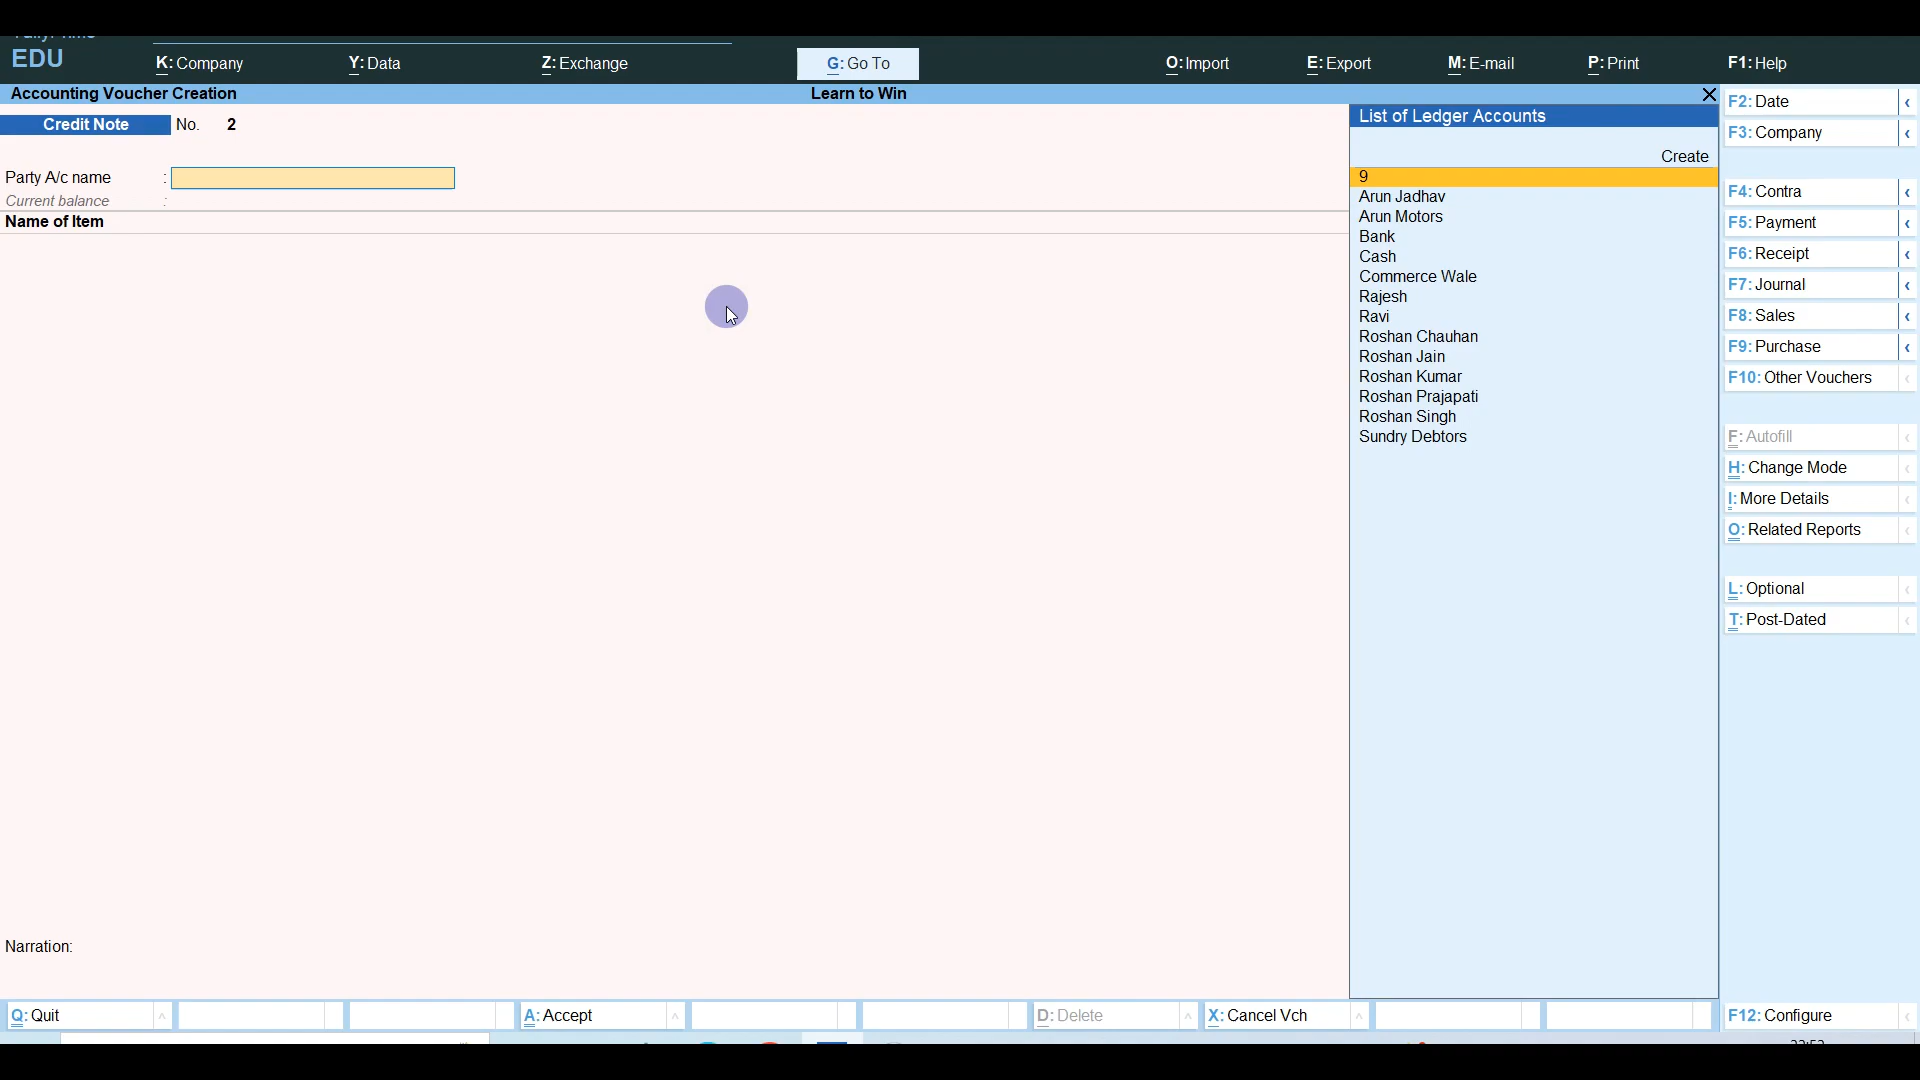 EDU
K: Company
Y: Data
Z: Exchange
G: Go To
O: Import
E: Export
M: E-mail
P: Print
F1: Help
Accounting Voucher Creation
Learn to Win
Credit Note No. 2
Party A/c name :
Current balance :
Name of Item
Narration:
List of Ledger Accounts
Create
9
Arun Jadhav
Arun Motors
Bank
Cash
Commerce Wale
Rajesh
Ravi
Roshan Chauhan
Roshan Jain
Roshan Kumar
Roshan Prajapati
Roshan Singh
Sundry Debtors
F2: Date
F3: Company
F4: Contra
F5: Payment
F6: Receipt
F7: Journal
F8: Sales
F9: Purchase
F10: Other Vouchers
F: Autofill
H: Change Mode
I: More Details
O: Related Reports
L: Optional
T: Post-Dated
Q: Quit
A: Accept
D: Delete
X: Cancel Vch
F12: Configure